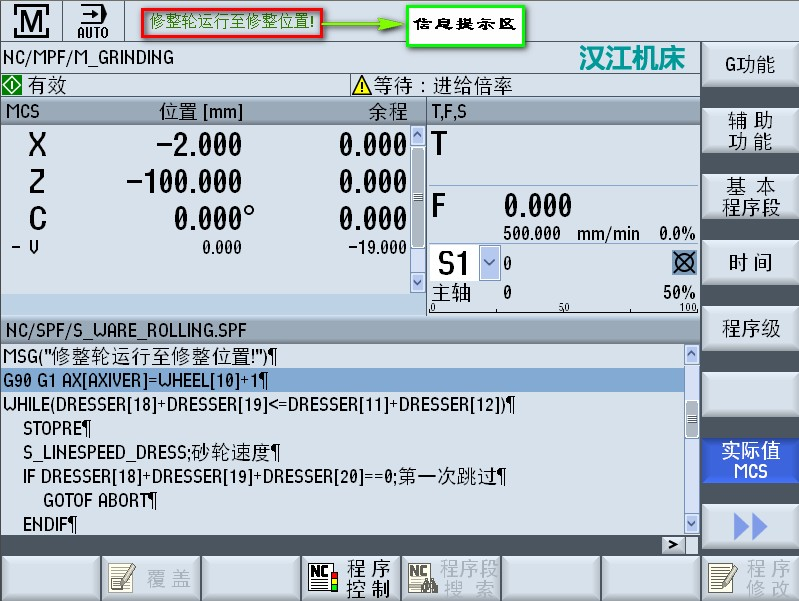 M
AUTO
修整轮运行至修整位置!
信息提示区
NC/MPF/M_GRINDING
汉江机床
G功能
有效
等待：进给倍率
MCS 位置 [mm] 余程
T,F,S
X -2.000 0.000
T
辅 助
功 能
Z -100.000 0.000
基 本
程序段
C 0.000° 0.000
F 0.000
500.000 mm/min 0.0%
- V 0.000 -19.000
S1 0
时 间
主轴 0 50%
0 50 100
NC/SPF/S_WARE_ROLLING.SPF
程序级
MSG("修整轮运行至修整位置!")¶
G90 G1 AX[AXIVER]=WHEEL[10]+1¶
WHILE(DRESSER[18]+DRESSER[19]<=DRESSER[11]+DRESSER[12])¶
STOPRE¶
S_LINESPEED_DRESS;砂轮速度¶
IF DRESSER[18]+DRESSER[19]+DRESSER[20]==0;第一次跳过¶
GOTOF ABORT¶
ENDIF¶
实际值
MCS
>
覆 盖
NC
程 序
控 制
NC
程序段
搜 索
程 序
修 改